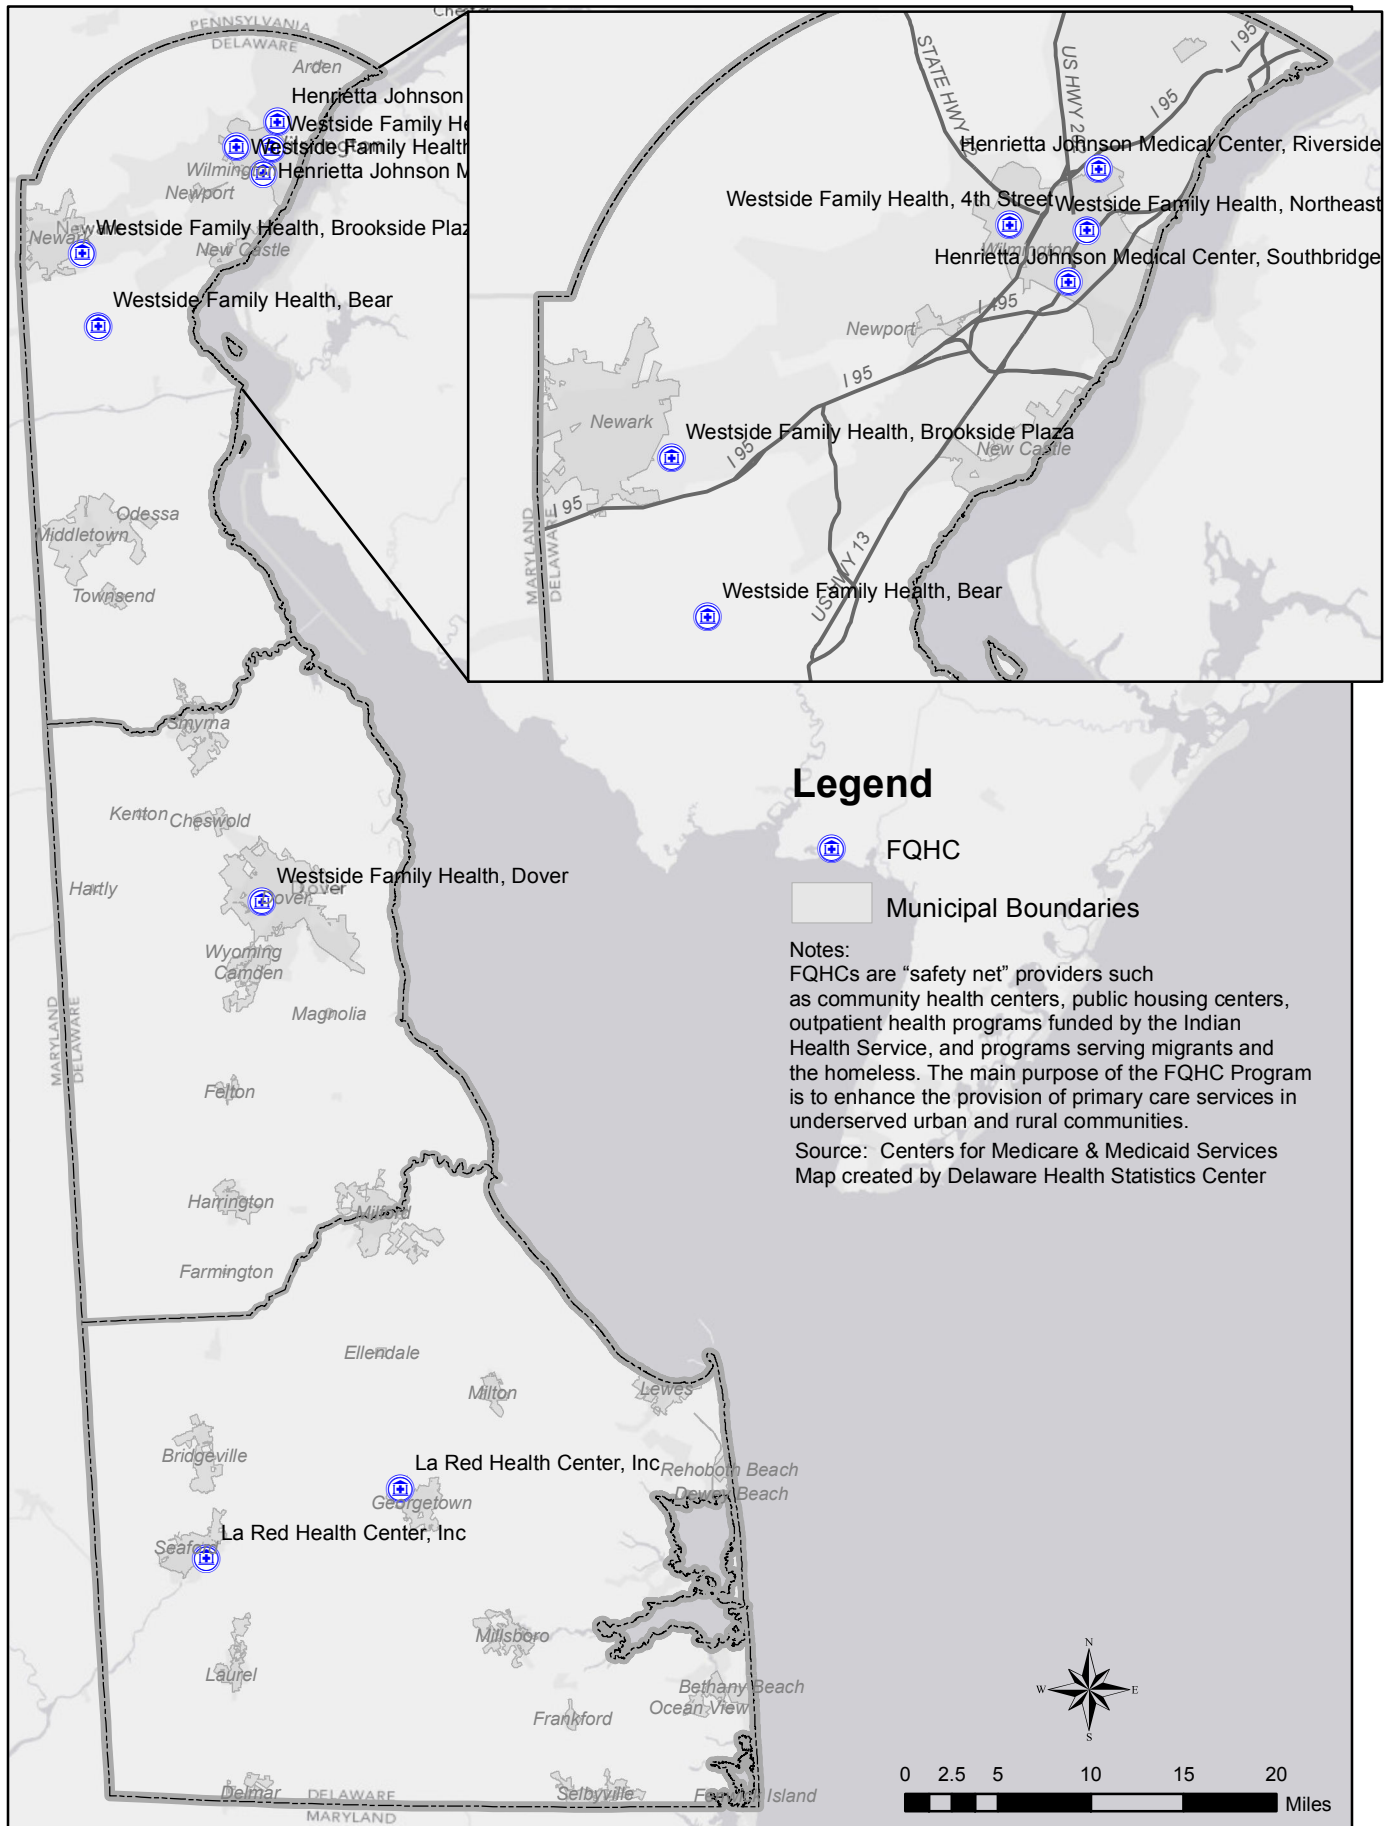 PENNSYLVANIA
DELAWARE
Arden
Henrietta Johnson
Westside Family He
Westside Family Health
Wilmington
Henrietta Johnson M
Newport
Westside Family Health, Brookside Plaz
Newark
New Castle
Westside Family Health, Bear
Odessa
Middletown
Townsend
Smyrna
Kenton
Cheswold
Hartly
Westside Family Health, Dover
Dover
Dover
Wyoming
Camden
Magnolia
MARYLAND
DELAWARE
Felton
Harrington
Milford
Farmington
Ellendale
Milton
Lewes
Bridgeville
La Red Health Center, Inc
Rehoboth Beach
Dewey Beach
Georgetown
La Red Health Center, Inc
Seaford
Millsboro
Laurel
Bethany Beach
Ocean View
Frankford
Delmar
DELAWARE
MARYLAND
Selbyville
Island
STATE HWY
US HWY 202
I 95
I 95
Henrietta Johnson Medical Center, Riverside
Westside Family Health, 4th Street
Westside Family Health, Northeast
Wilmington
Henrietta Johnson Medical Center, Southbridge
I 495
Newport
I 95
Newark
Westside Family Health, Brookside Plaza
I 95
New Castle
I 95
MARYLAND
DELAWARE
US HWY 13
Westside Family Health, Bear
Legend
FQHC
Municipal Boundaries
Notes:
FQHCs are “safety net” providers such
as community health centers, public housing centers,
outpatient health programs funded by the Indian
Health Service, and programs serving migrants and
the homeless. The main purpose of the FQHC Program
is to enhance the provision of primary care services in
underserved urban and rural communities.
Source:  Centers for Medicare & Medicaid Services
Map created by Delaware Health Statistics Center
N
W
E
S
0 2.5 5 10 15 20
Miles